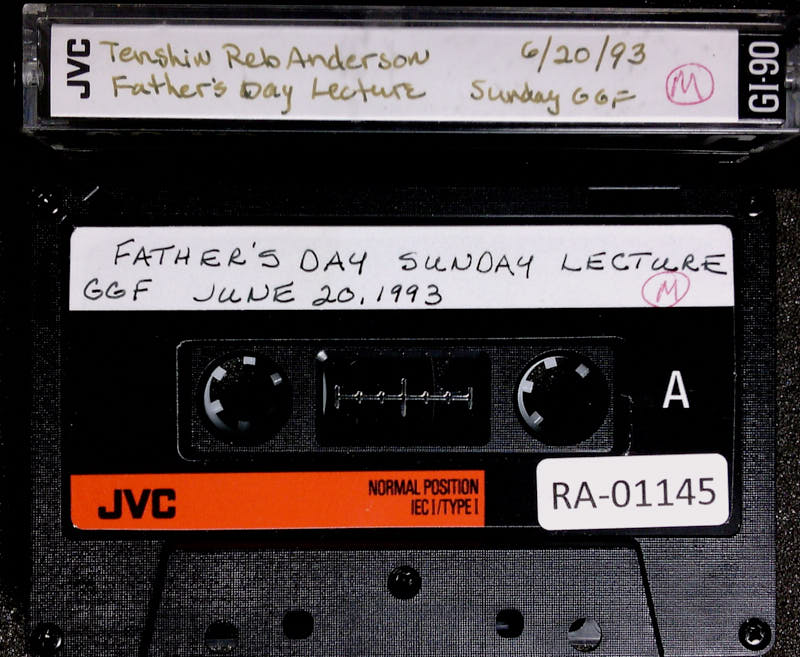 JVC
Tenshin Reb Anderson 6/20/93
Father's Day Lecture Sunday GGF M
GI-90
FATHER'S DAY SUNDAY LECTURE
GGF JUNE 20, 1993 M
A
JVC
NORMAL POSITION
IEC I/TYPE I
RA-01145